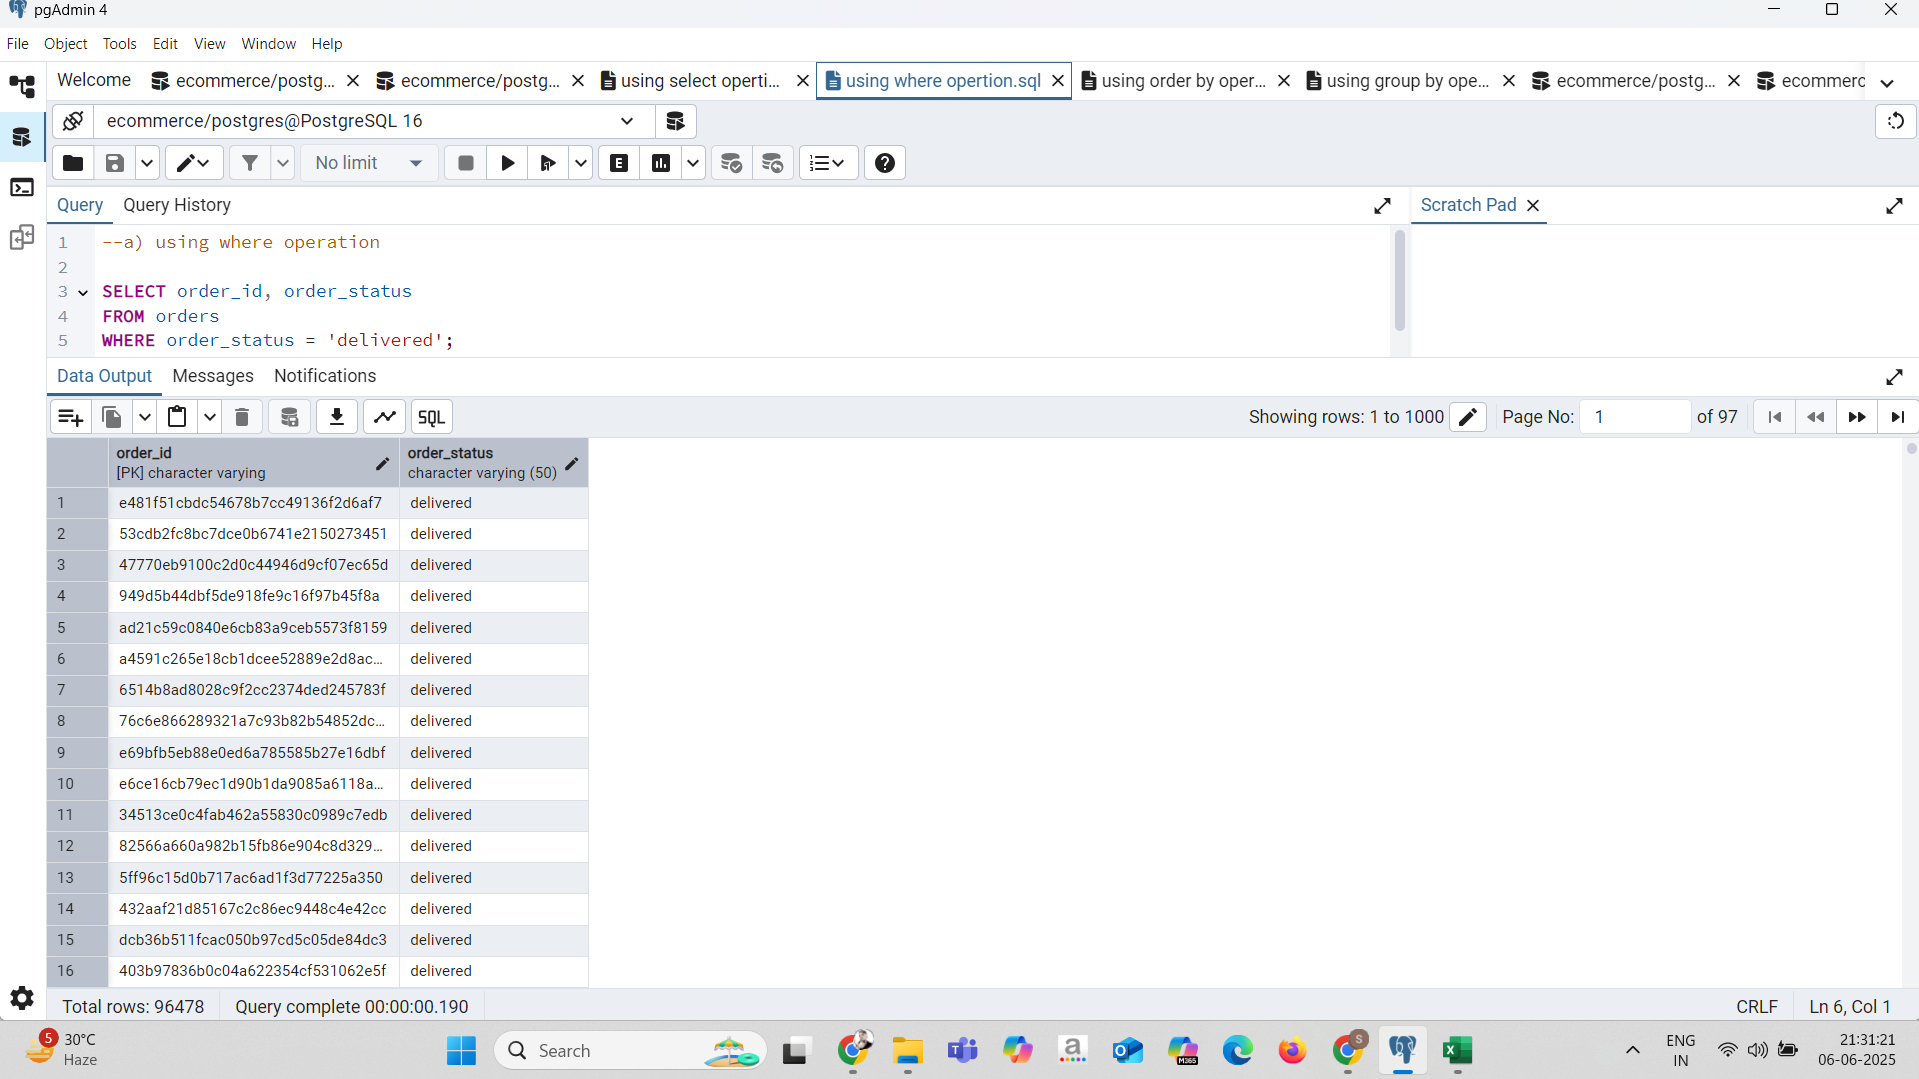 pgAdmin 4
File Object Tools Edit View Window Help
Welcome ecommerce/postg... ecommerce/postg... using select operti... using where opertion.sql using order by oper... using group by ope... ecommerce/postg... ecommerc
ecommerce/postgres@PostgreSQL 16
No limit E
Query Query History Scratch Pad
1 --a) using where operation
2
3 SELECT order_id, order_status
4 FROM orders
5 WHERE order_status = 'delivered';
Data Output Messages Notifications
SQL Showing rows: 1 to 1000 Page No: 1 of 97
order_id order_status
[PK] character varying character varying (50)
1 e481f51cbdc54678b7cc49136f2d6af7 delivered
2 53cdb2fc8bc7dce0b6741e2150273451 delivered
3 47770eb9100c2d0c44946d9cf07ec65d delivered
4 949d5b44dbf5de918fe9c16f97b45f8a delivered
5 ad21c59c0840e6cb83a9ceb5573f8159 delivered
6 a4591c265e18cb1dcee52889e2d8ac... delivered
7 6514b8ad8028c9f2cc2374ded245783f delivered
8 76c6e866289321a7c93b82b54852dc... delivered
9 e69bfb5eb88e0ed6a785585b27e16dbf delivered
10 e6ce16cb79ec1d90b1da9085a6118a... delivered
11 34513ce0c4fab462a55830c0989c7edb delivered
12 82566a660a982b15fb86e904c8d329... delivered
13 5ff96c15d0b717ac6ad1f3d77225a350 delivered
14 432aaf21d85167c2c86ec9448c4e42cc delivered
15 dcb36b511fcac050b97cd5c05de84dc3 delivered
16 403b97836b0c04a622354cf531062e5f delivered
Total rows: 96478 Query complete 00:00:00.190 CRLF Ln 6, Col 1
5 30°C Search a M365 S ENG 21:31:21
Haze IN 06-06-2025